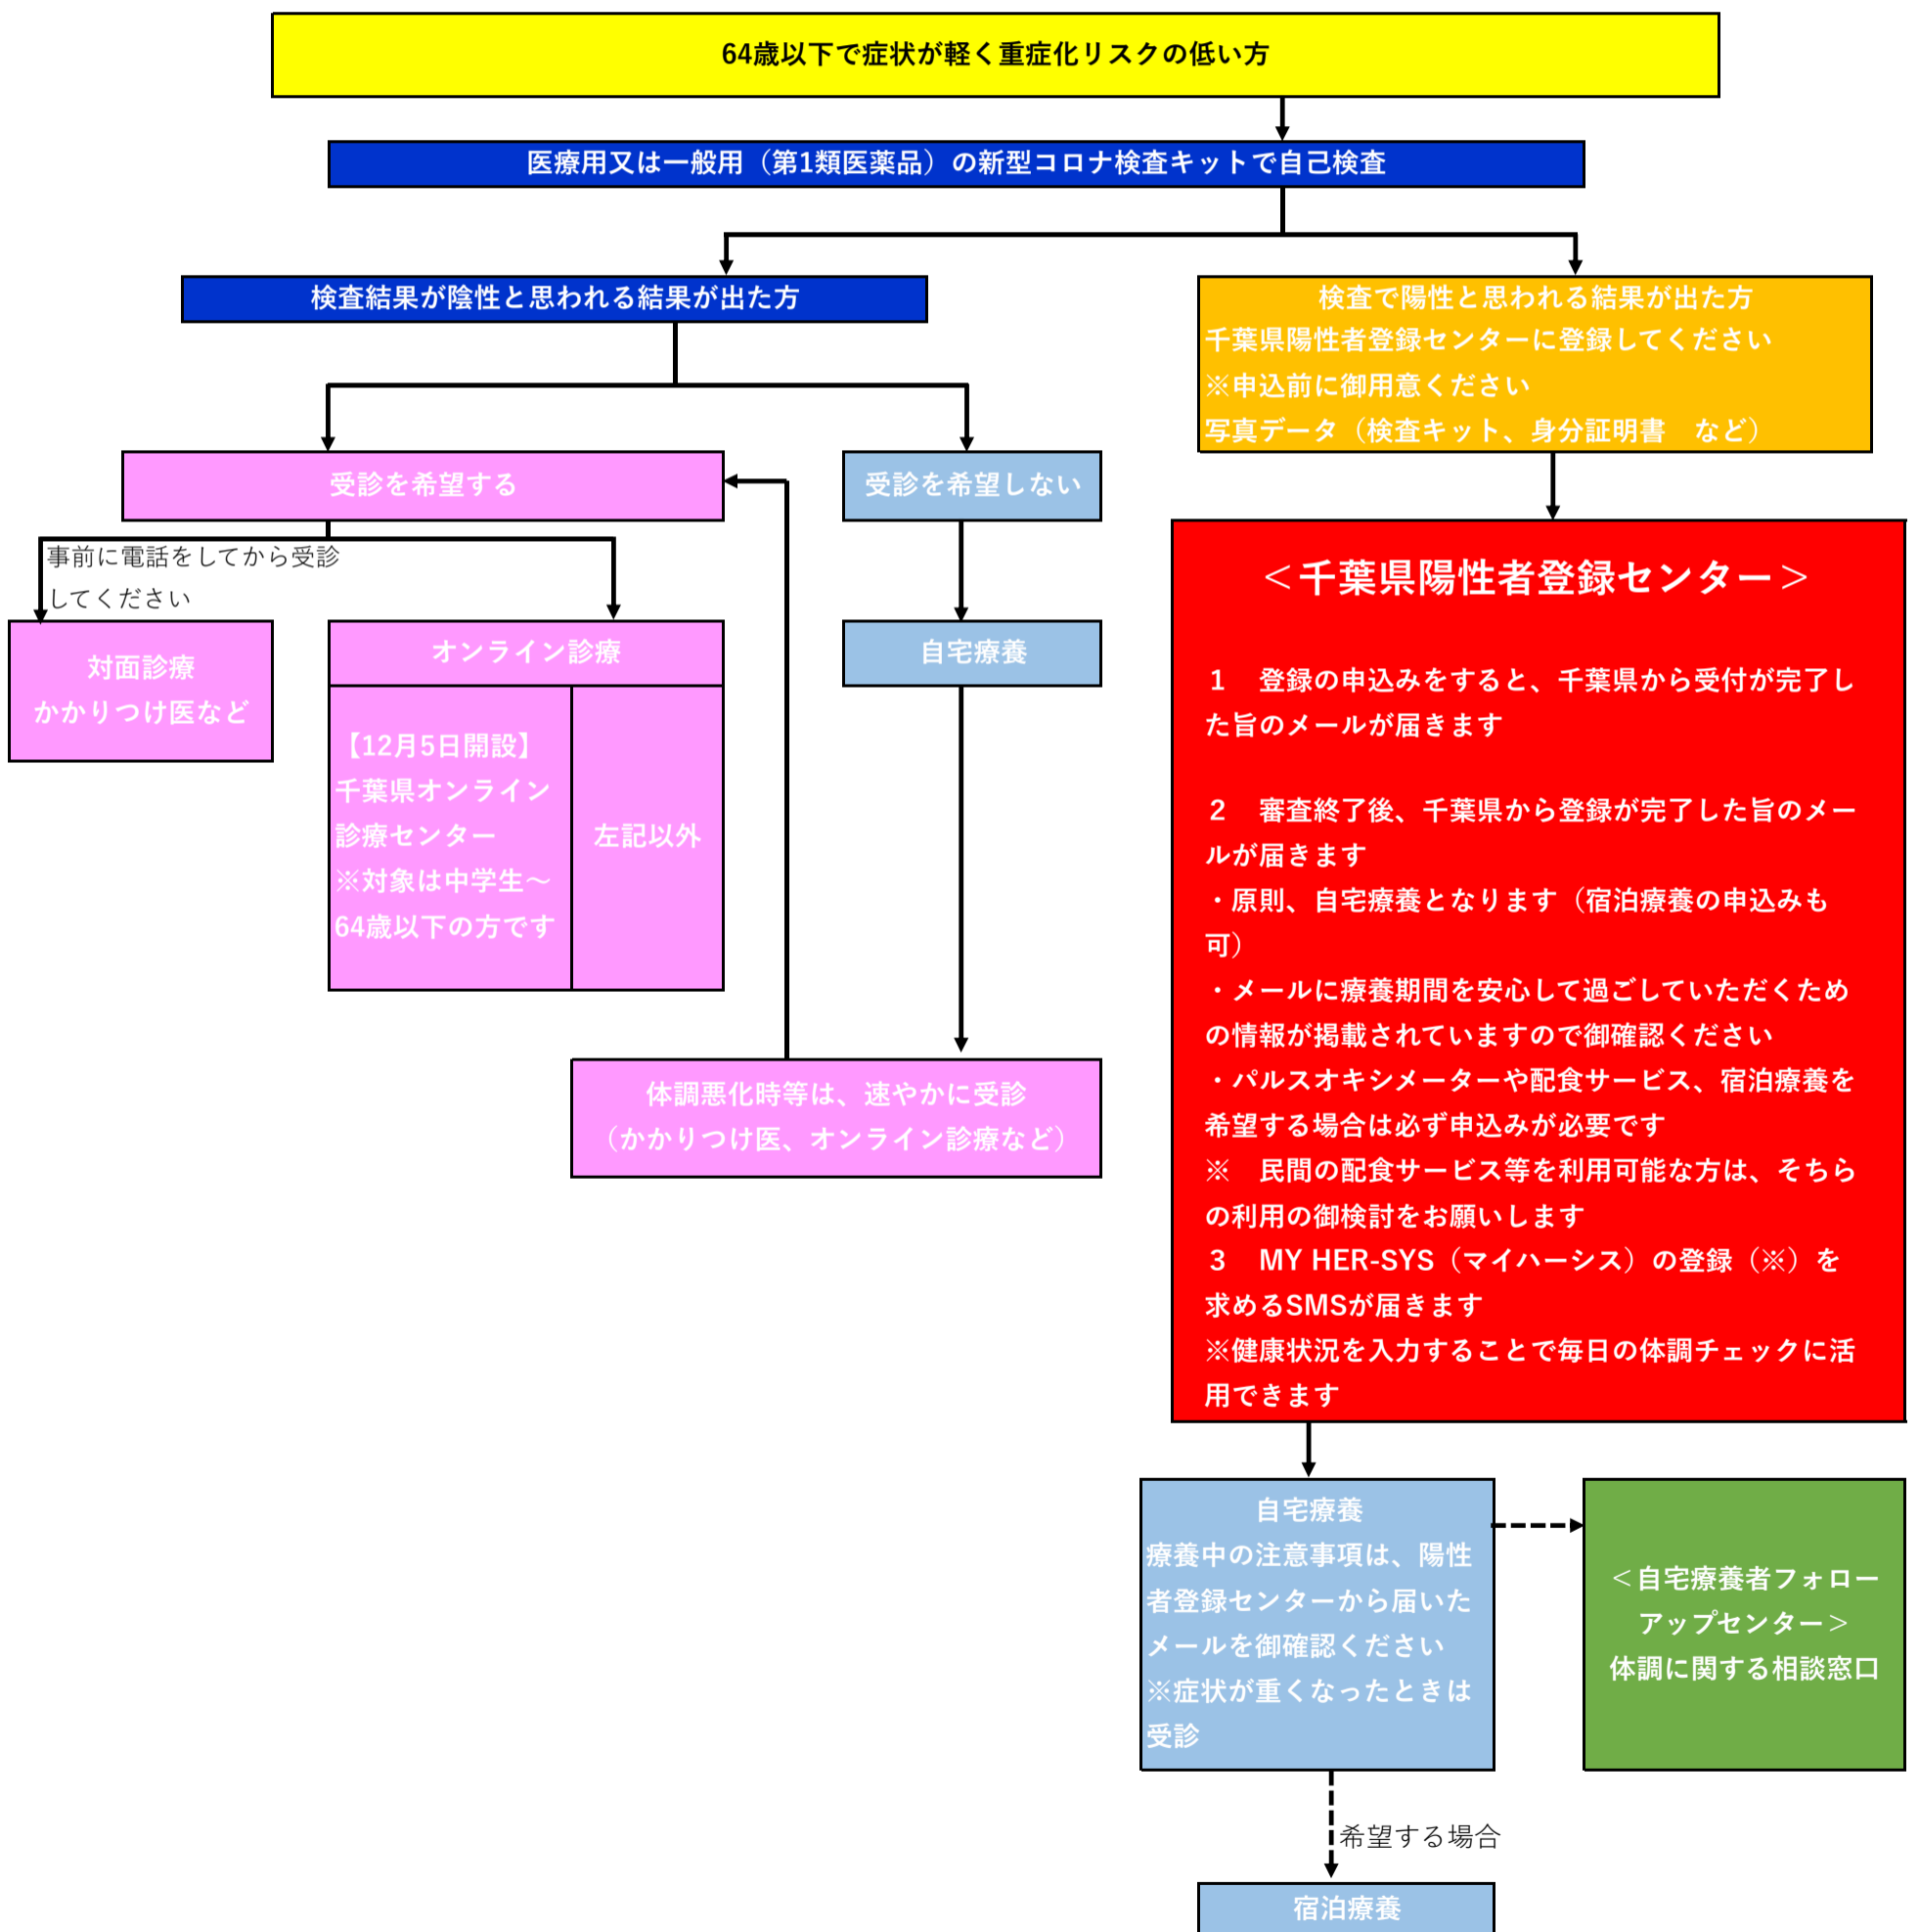 64歳以下で症状が軽く重症化リスクの低い方
医療用又は一般用（第1類医薬品）の新型コロナ検査キットで自己検査
検査結果が陰性と思われる結果が出た方
検査で陽性と思われる結果が出た方
千葉県陽性者登録センターに登録してください
※申込前に御用意ください
写真データ（検査キット、身分証明書　など）
受診を希望する
受診を希望しない
事前に電話をしてから受診
してください
対面診療
かかりつけ医など
オンライン診療
【12月5日開設】
千葉県オンライン
診療センター
※対象は中学生～
64歳以下の方です
左記以外
自宅療養
体調悪化時等は、速やかに受診
（かかりつけ医、オンライン診療など）
＜千葉県陽性者登録センター＞
１　登録の申込みをすると、千葉県から受付が完了し
た旨のメールが届きます
２　審査終了後、千葉県から登録が完了した旨のメー
ルが届きます
・原則、自宅療養となります（宿泊療養の申込みも
可）
・メールに療養期間を安心して過ごしていただくため
の情報が掲載されていますので御確認ください
・パルスオキシメーターや配食サービス、宿泊療養を
希望する場合は必ず申込みが必要です
※　民間の配食サービス等を利用可能な方は、そちら
の利用の御検討をお願いします
３　MY HER-SYS（マイハーシス）の登録（※）を
求めるSMSが届きます
※健康状況を入力することで毎日の体調チェックに活
用できます
自宅療養
療養中の注意事項は、陽性
者登録センターから届いた
メールを御確認ください
※症状が重くなったときは
受診
＜自宅療養者フォロー
アップセンター＞
体調に関する相談窓口
希望する場合
宿泊療養